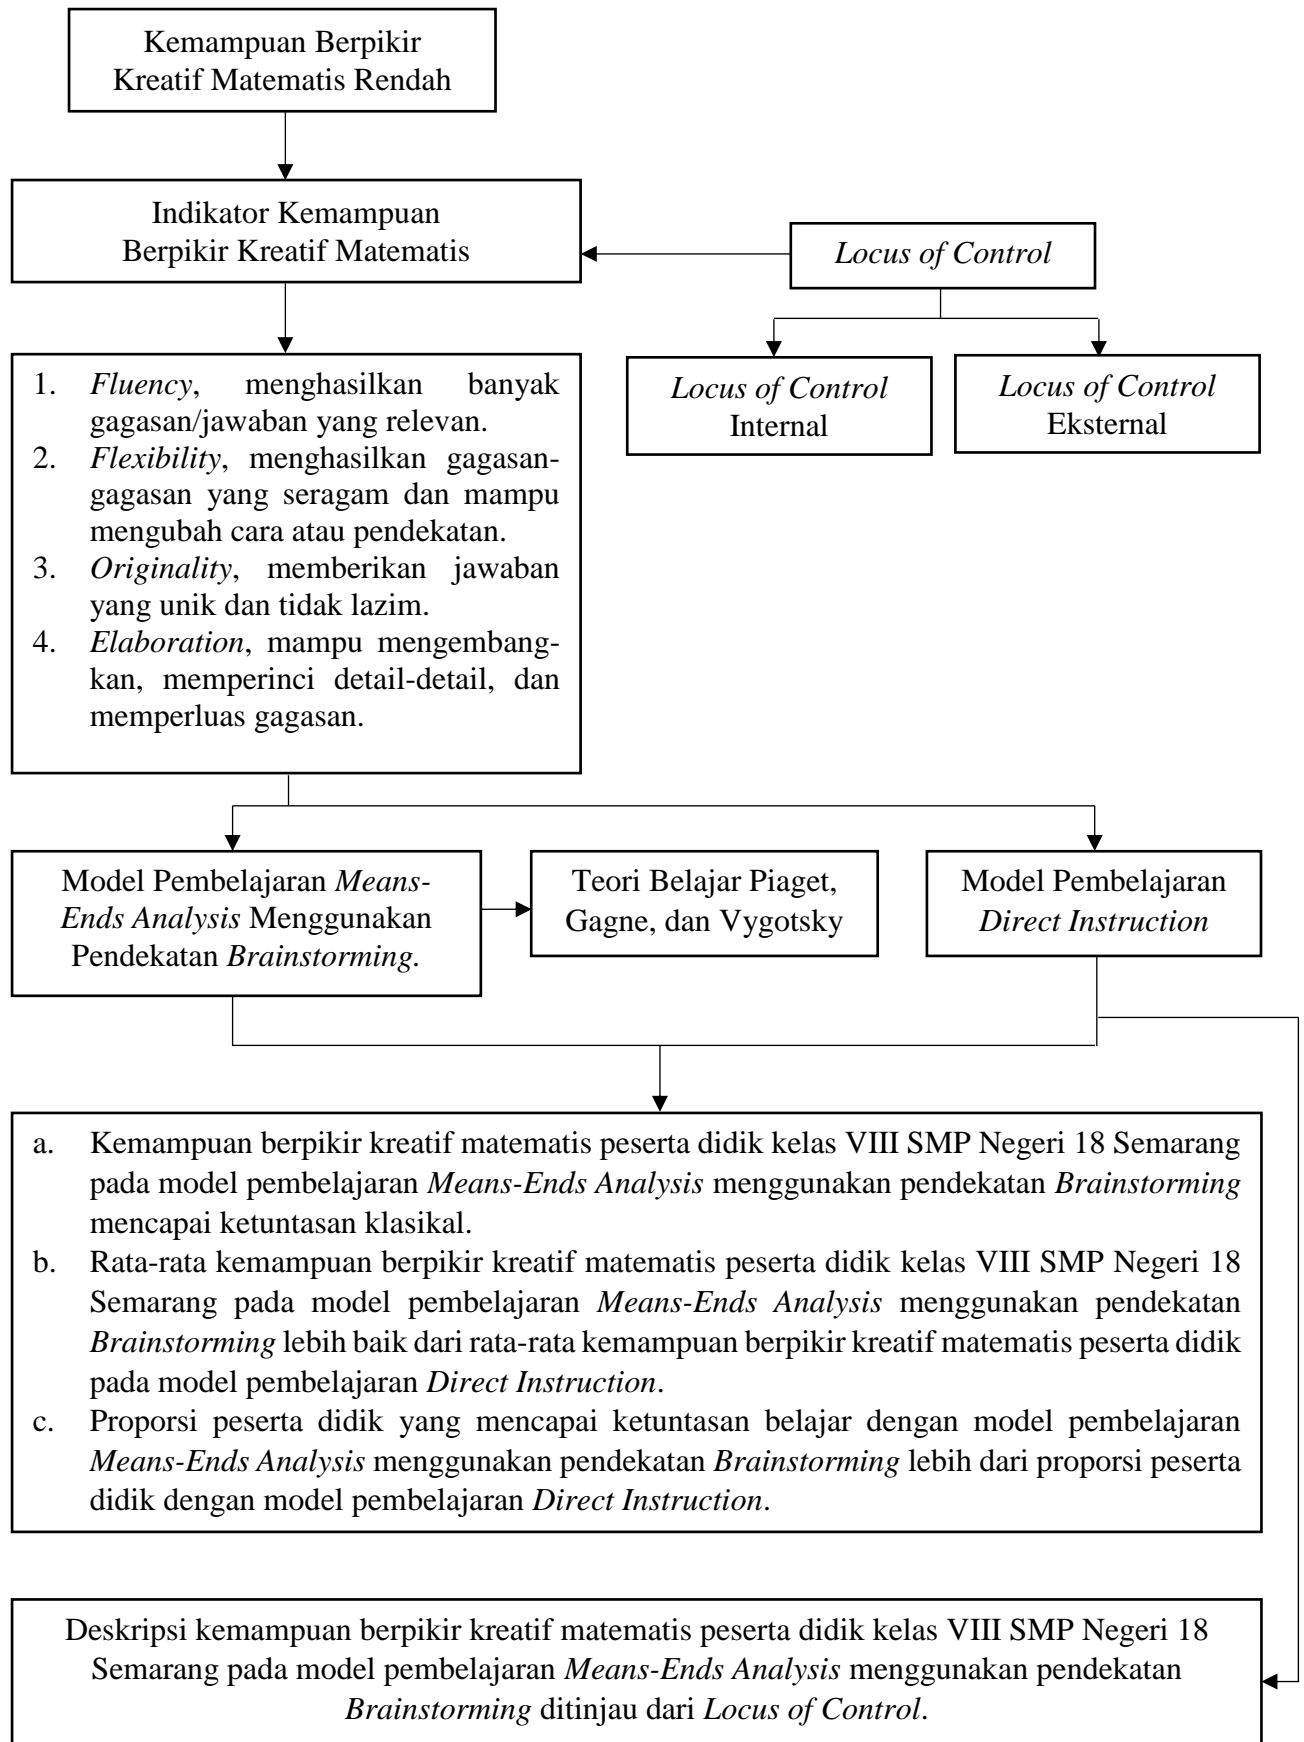 Kemampuan Berpikir
Kreatif Matematis Rendah
Indikator Kemampuan
Berpikir Kreatif Matematis
Locus of Control
Locus of Control
Internal
Locus of Control
Eksternal
1. Fluency, menghasilkan banyak
gagasan/jawaban yang relevan.
2. Flexibility, menghasilkan gagasan-
gagasan yang seragam dan mampu
mengubah cara atau pendekatan.
3. Originality, memberikan jawaban
yang unik dan tidak lazim.
4. Elaboration, mampu mengembang-
kan, memperinci detail-detail, dan
memperluas gagasan.
Model Pembelajaran Means-
Ends Analysis Menggunakan
Pendekatan Brainstorming.
Teori Belajar Piaget,
Gagne, dan Vygotsky
Model Pembelajaran
Direct Instruction
a. Kemampuan berpikir kreatif matematis peserta didik kelas VIII SMP Negeri 18 Semarang
pada model pembelajaran Means-Ends Analysis menggunakan pendekatan Brainstorming
mencapai ketuntasan klasikal.
b. Rata-rata kemampuan berpikir kreatif matematis peserta didik kelas VIII SMP Negeri 18
Semarang pada model pembelajaran Means-Ends Analysis menggunakan pendekatan
Brainstorming lebih baik dari rata-rata kemampuan berpikir kreatif matematis peserta didik
pada model pembelajaran Direct Instruction.
c. Proporsi peserta didik yang mencapai ketuntasan belajar dengan model pembelajaran
Means-Ends Analysis menggunakan pendekatan Brainstorming lebih dari proporsi peserta
didik dengan model pembelajaran Direct Instruction.
Deskripsi kemampuan berpikir kreatif matematis peserta didik kelas VIII SMP Negeri 18
Semarang pada model pembelajaran Means-Ends Analysis menggunakan pendekatan
Brainstorming ditinjau dari Locus of Control.